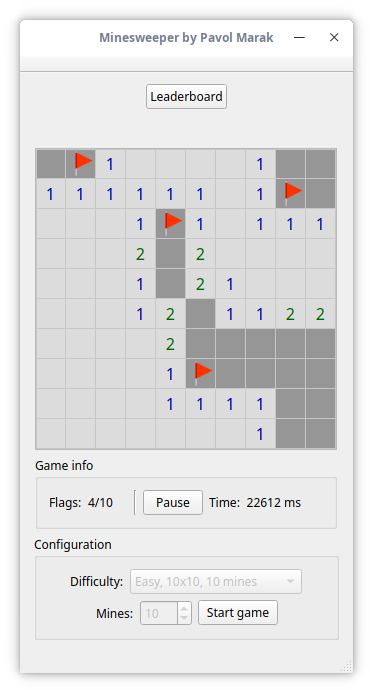 Minesweeper by Pavol Marak
Leaderboard
1 1
1 1 1 1 1 1 1
1 1 1 1 1
2 2
1 2 1
1 2 1 1 2 2
2
1
1 1 1 1
1
Game info
Flags: 4/10 Pause Time: 22612 ms
Configuration
Difficulty: Easy, 10x10, 10 mines
Mines: 10 Start game